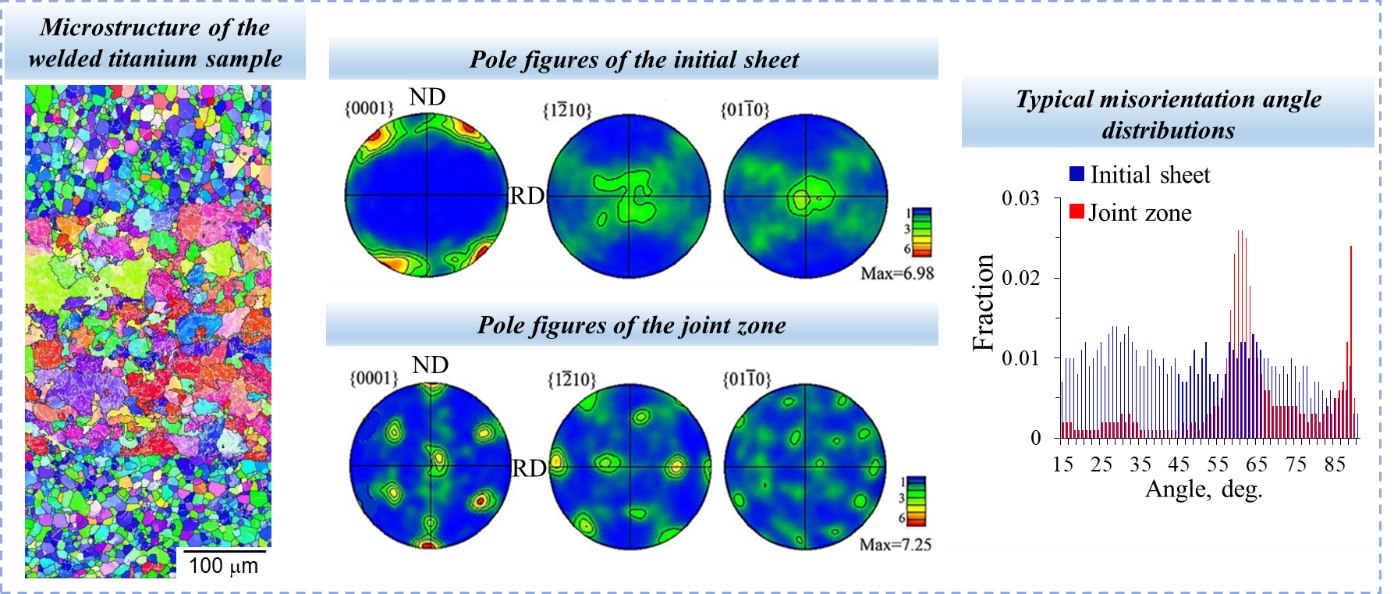 Microstructure of the
welded titanium sample
100 μm
Pole figures of the initial sheet
{0001}
ND
{12̅10}
{011̅0}
RD
1
3
6
Max=6.98
Pole figures of the joint zone
{0001}
ND
{12̅10}
{011̅0}
RD
1
3
6
Max=7.25
Typical misorientation angle
distributions
Initial sheet
Joint zone
Fraction
0.03
0.02
0.01
0
15 25 35 45 55 65 75 85
Angle, deg.